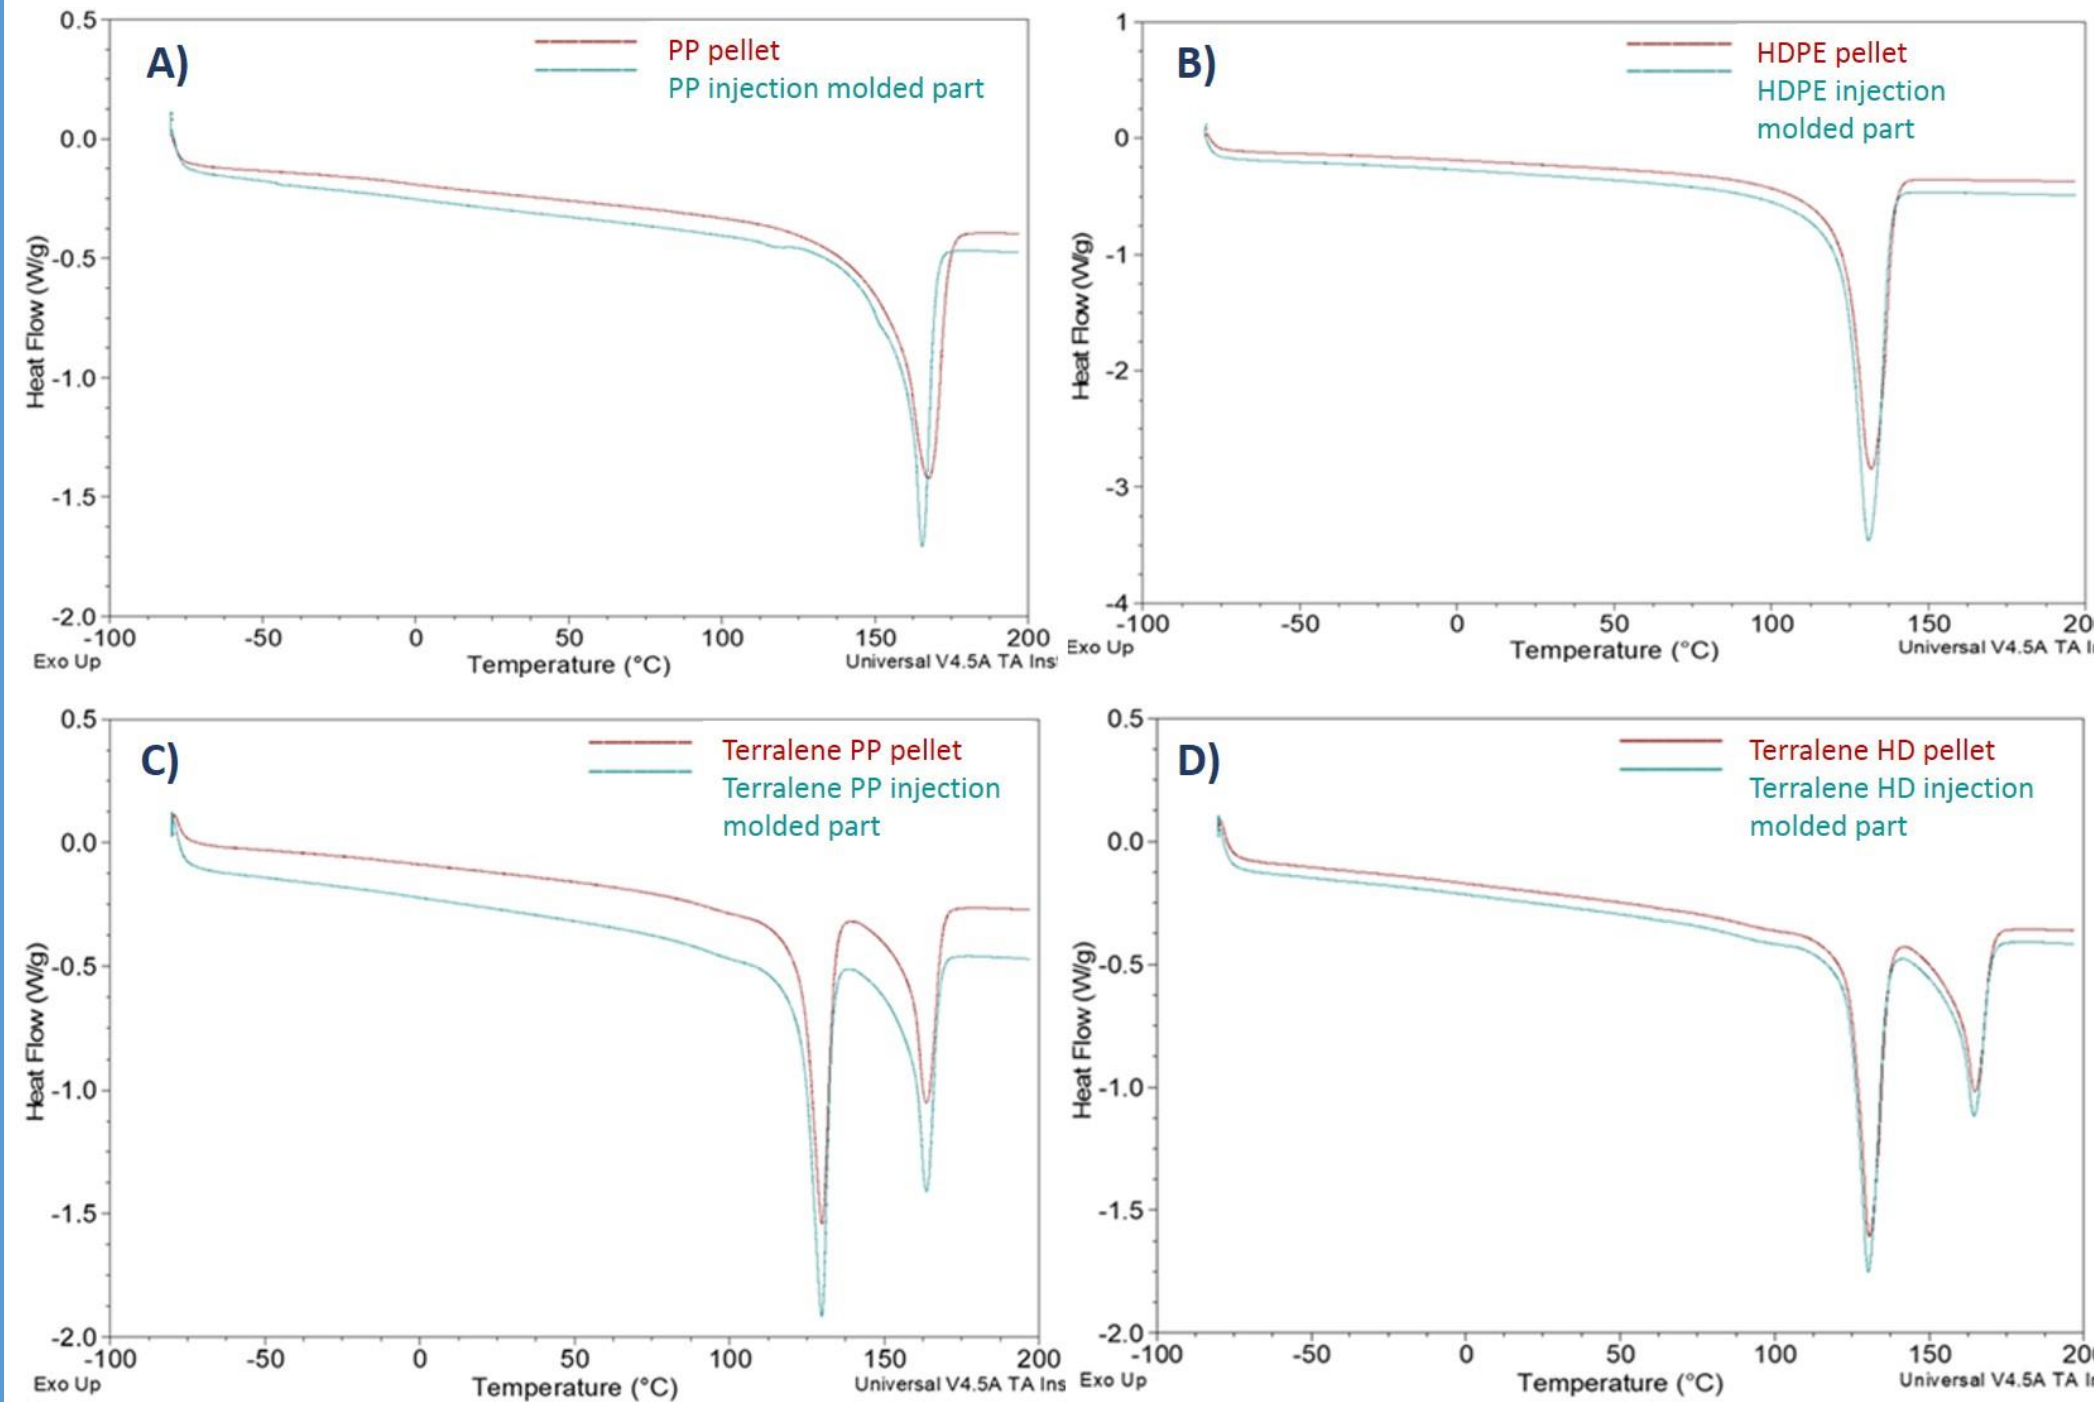 A)
PP pellet
PP injection molded part
0.5
0.0
-0.5
-1.0
-1.5
-2.0
Heat Flow (W/g)
-100 -50 0 50 100 150 200
Exo Up
Temperature (°C)
Universal V4.5A TA Ins
B)
HDPE pellet
HDPE injection
molded part
1
0
-1
-2
-3
-4
Heat Flow (W/g)
-100 -50 0 50 100 150 20
Exo Up
Temperature (°C)
Universal V4.5A TA I
C)
Terralene PP pellet
Terralene PP injection
molded part
0.5
0.0
-0.5
-1.0
-1.5
-2.0
Heat Flow (W/g)
-100 -50 0 50 100 150 200
Exo Up
Temperature (°C)
Universal V4.5A TA Ins
D)
Terralene HD pellet
Terralene HD injection
molded part
0.5
0.0
-0.5
-1.0
-1.5
-2.0
Heat Flow (W/g)
-100 -50 0 50 100 150 200
Exo Up
Temperature (°C)
Universal V4.5A TA I